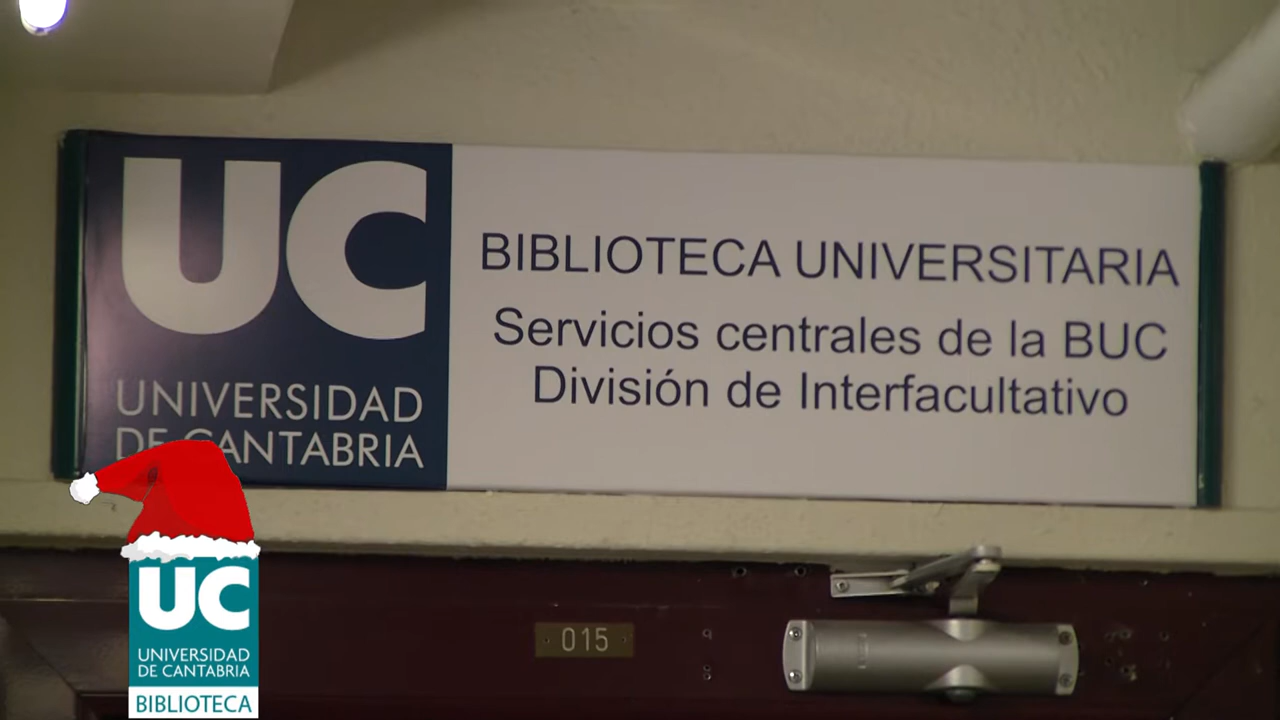 UC
UNIVERSIDAD
DE CANTABRIA
BIBLIOTECA UNIVERSITARIA
Servicios centrales de la BUC
División de Interfacultativo
015
UC
UNIVERSIDAD
DE CANTABRIA
BIBLIOTECA